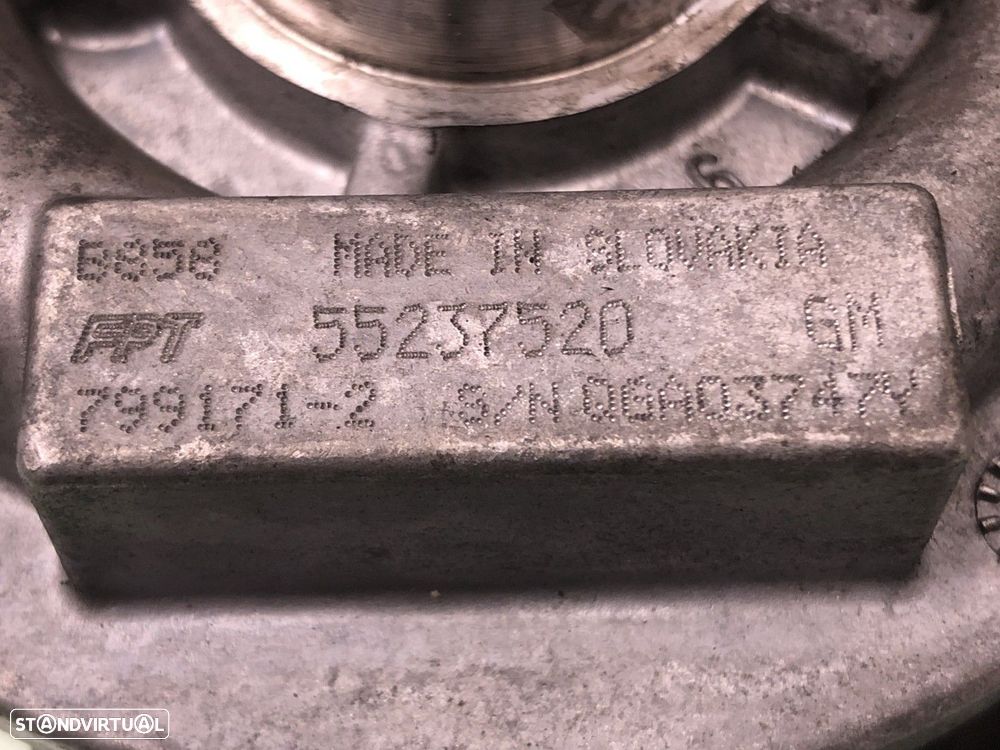 5858 MADE IN SLOVAKIA
FPT 55237520 GM
799171-2 S/N QGA03747Y
STANDVIRTUAL